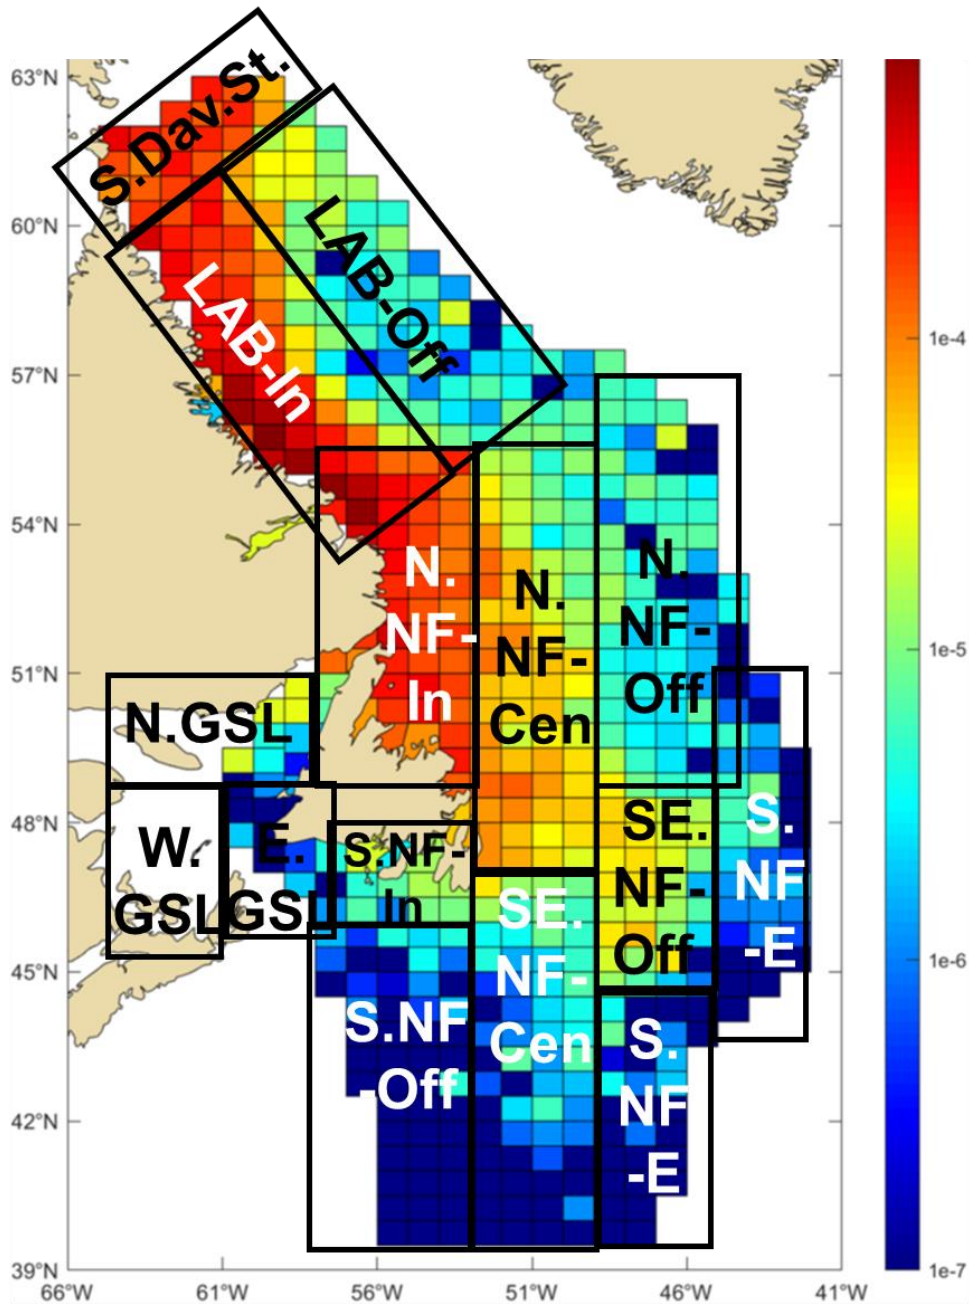 63°N
S.Dav.St.
60°N
LAB-Off
LAB-In
1e-4
57°N
54°N
N.
NF-
In
N.
NF-
Cen
N.
NF-
Off
1e-5
51°N
N.GSL
48°N
W.
GSL
E.
GSL
S.NF-
In
SE.
NF-
Off
S.
NF
-E
SE.
NF-
Cen
1e-6
45°N
S.NF
-Off
S.
NF
-E
42°N
39°N
1e-7
66°W
61°W
56°W
51°W
46°W
41°W